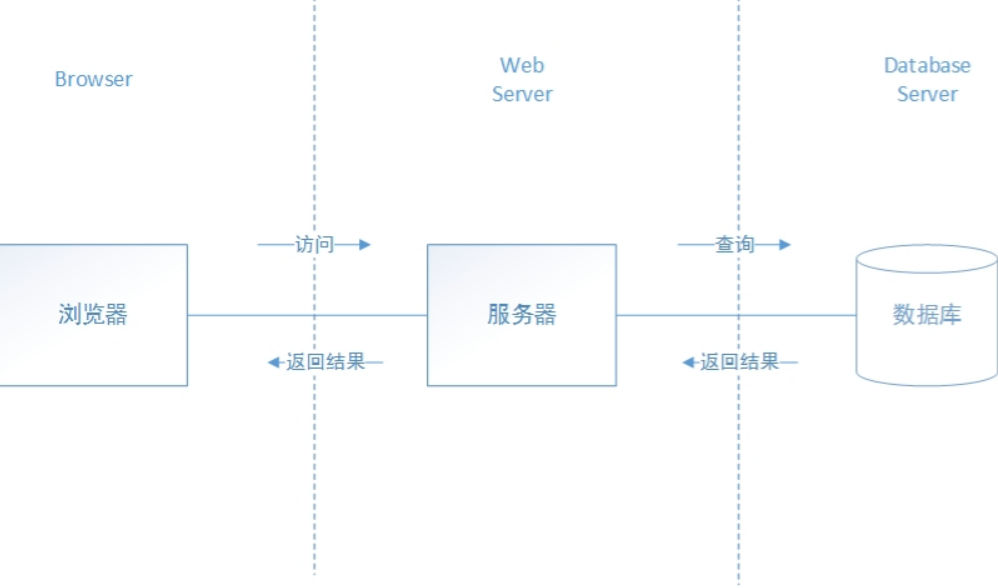 Browser
Web
Server
Database
Server
访问
查询
浏览器
服务器
数据库
返回结果
返回结果